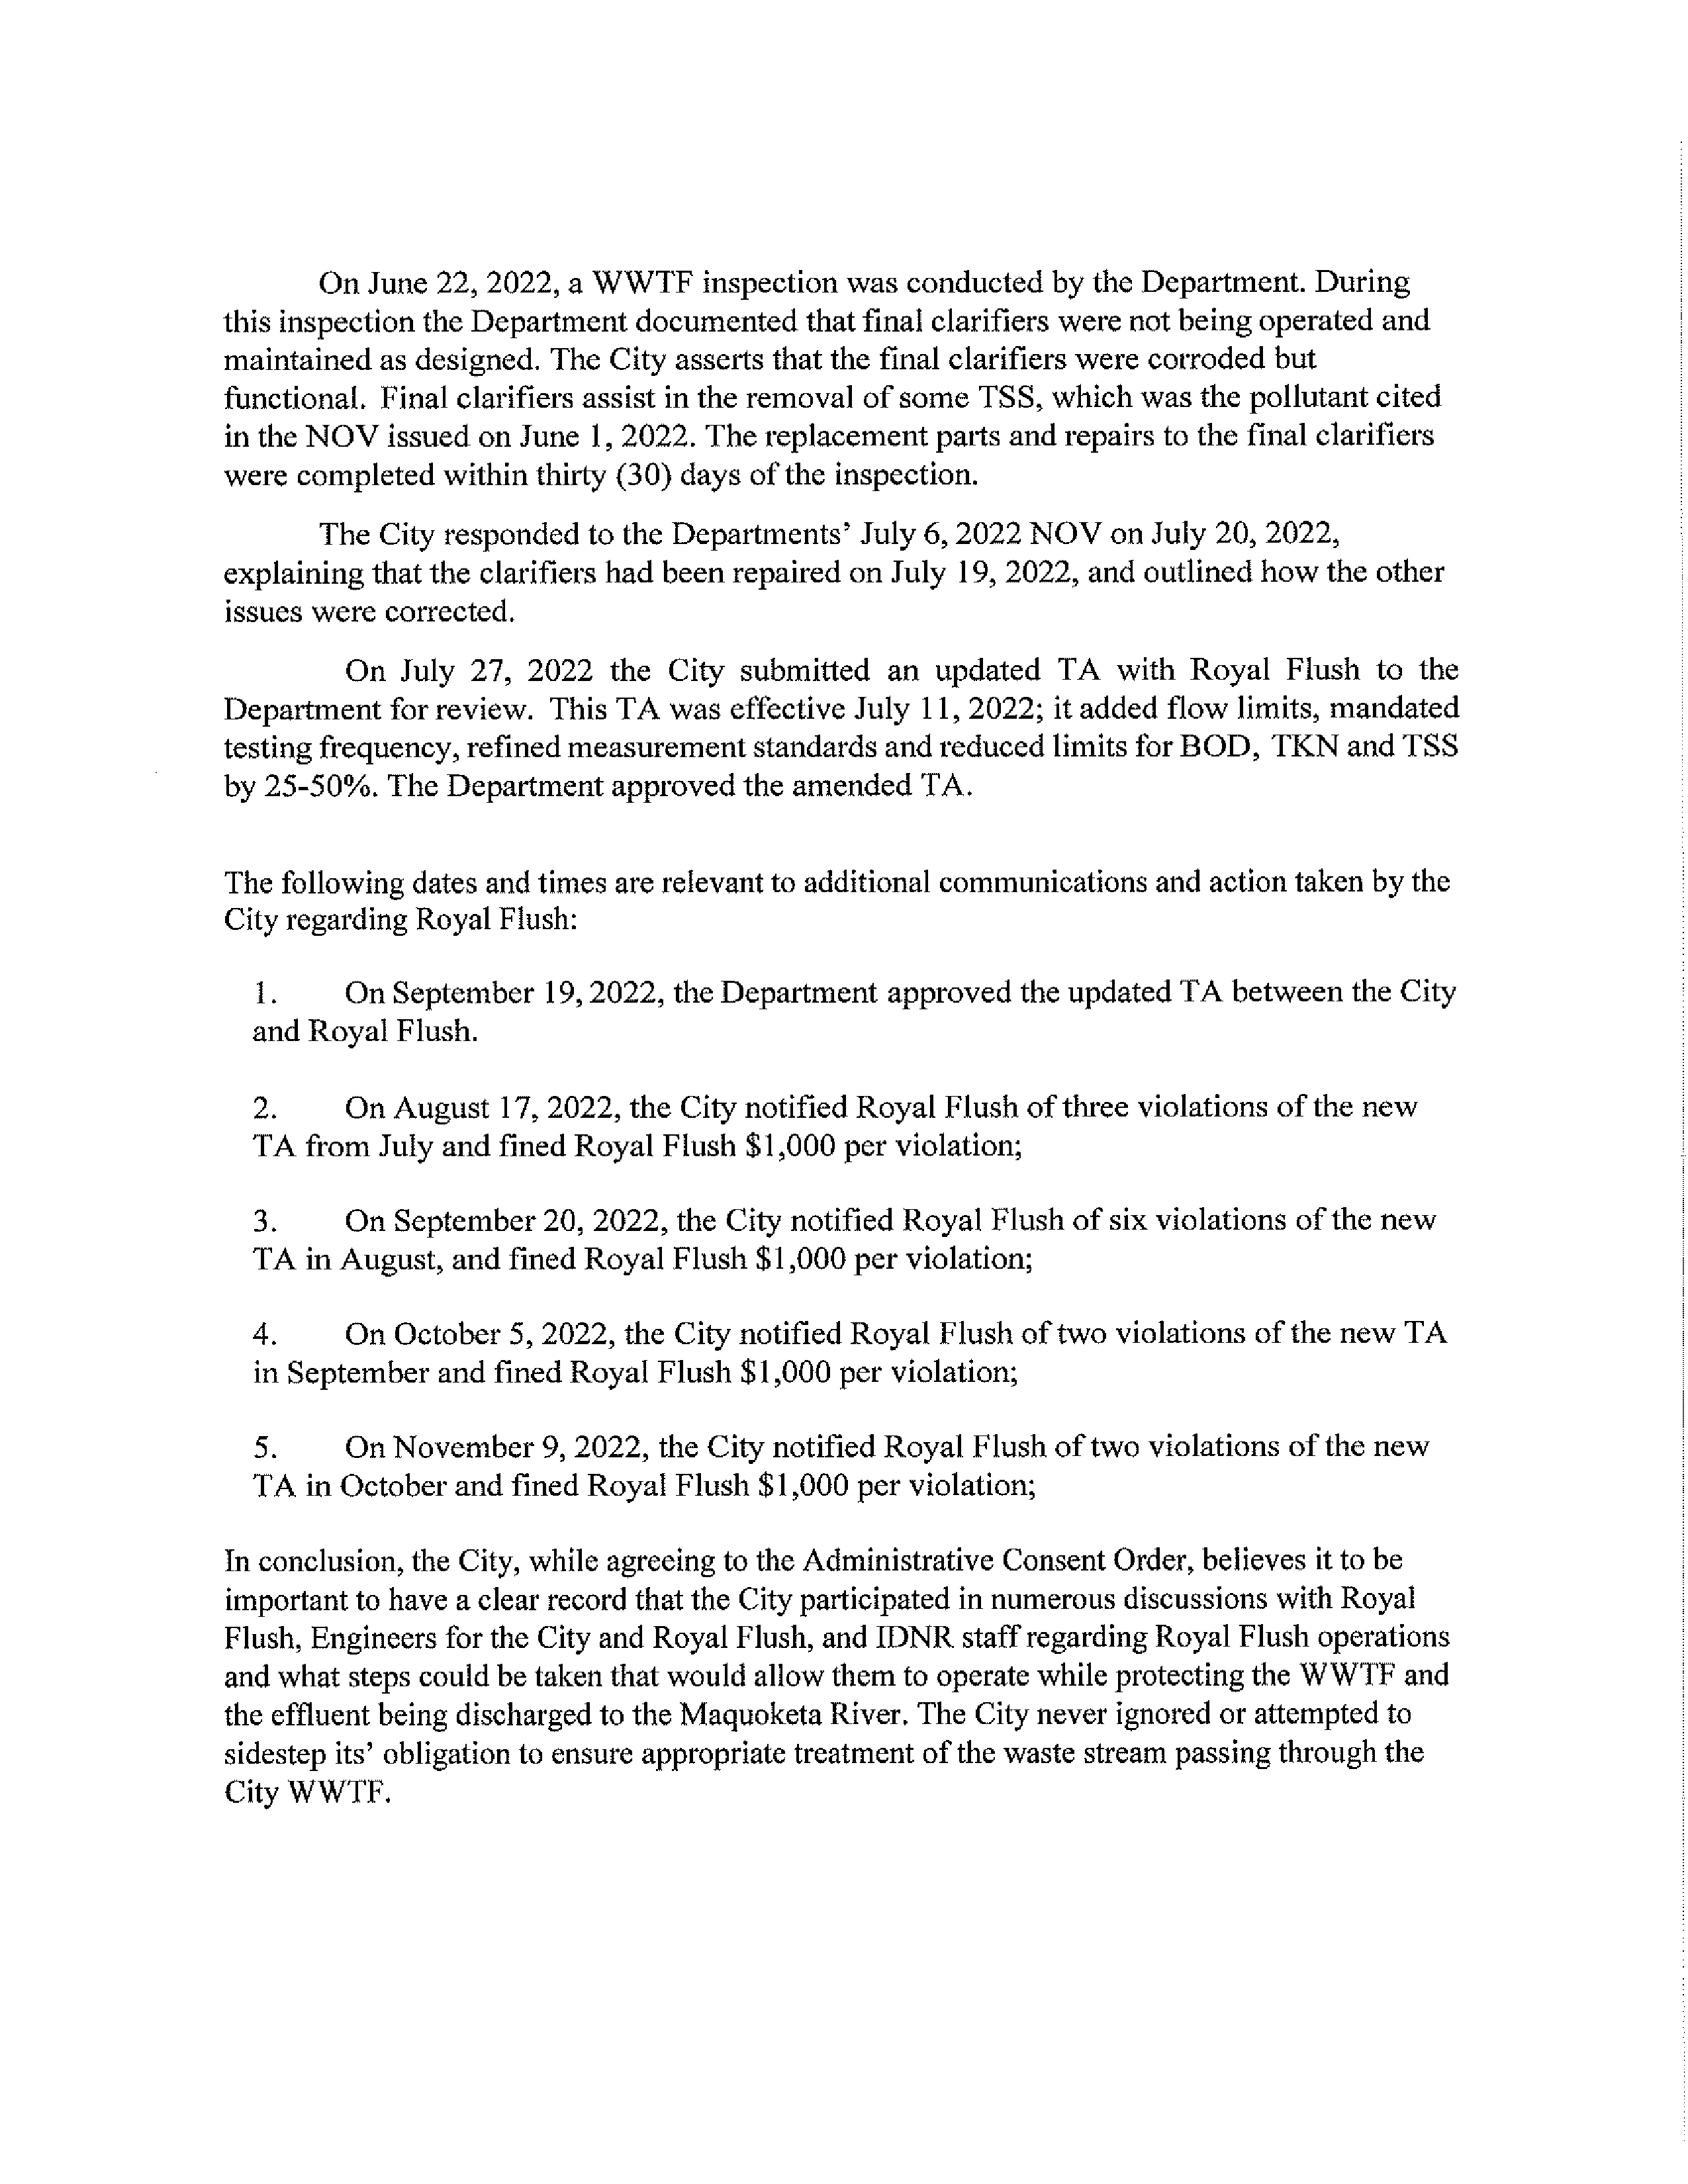 On June 22, 2022, a WWTF inspection was conducted by the Department. During
this inspection the Department documented that final clarifiers were not being operated and
maintained as designed. The City asserts that the final clarifiers were corroded but
functional. Final clarifiers assist in the removal of some TSS, which was the pollutant cited
in the NOV issued on June 1, 2022. The replacement parts and repairs to the final clarifiers
were completed within thirty (30) days of the inspection.
The City responded to the Departments' July 6, 2022 NOV on July 20, 2022,
explaining that the clarifiers had been repaired on July 19, 2022, and outlined how the other
issues were corrected.
On July 27, 2022 the City submitted an updated TA with Royal Flush to the
Department for review. This TA was effective July 11, 2022; it added flow limits, mandated
testing frequency, refined measurement standards and reduced limits for BOD, TKN and TSS
by 25-50%. The Department approved the amended TA.
The following dates and times are relevant to additional communications and action taken by the
City regarding Royal Flush:
1. On September 19, 2022, the Department approved the updated TA between the City
and Royal Flush.
2. On August 17, 2022, the City notified Royal Flush of three violations of the new
TA from July and fined Royal Flush $1,000 per violation;
3. On September 20, 2022, the City notified Royal Flush of six violations of the new
TA in August, and fined Royal Flush $1,000 per violation;
4. On October 5, 2022, the City notified Royal Flush of two violations of the new TA
in September and fined Royal Flush $1,000 per violation;
5. On November 9, 2022, the City notified Royal Flush of two violations of the new
TA in October and fined Royal Flush $1,000 per violation;
In conclusion, the City, while agreeing to the Administrative Consent Order, believes it to be
important to have a clear record that the City participated in numerous discussions with Royal
Flush, Engineers for the City and Royal Flush, and IDNR staff regarding Royal Flush operations
and what steps could be taken that would allow them to operate while protecting the WWTF and
the effluent being discharged to the Maquoketa River. The City never ignored or attempted to
sidestep its' obligation to ensure appropriate treatment of the waste stream passing through the
City WWTF.